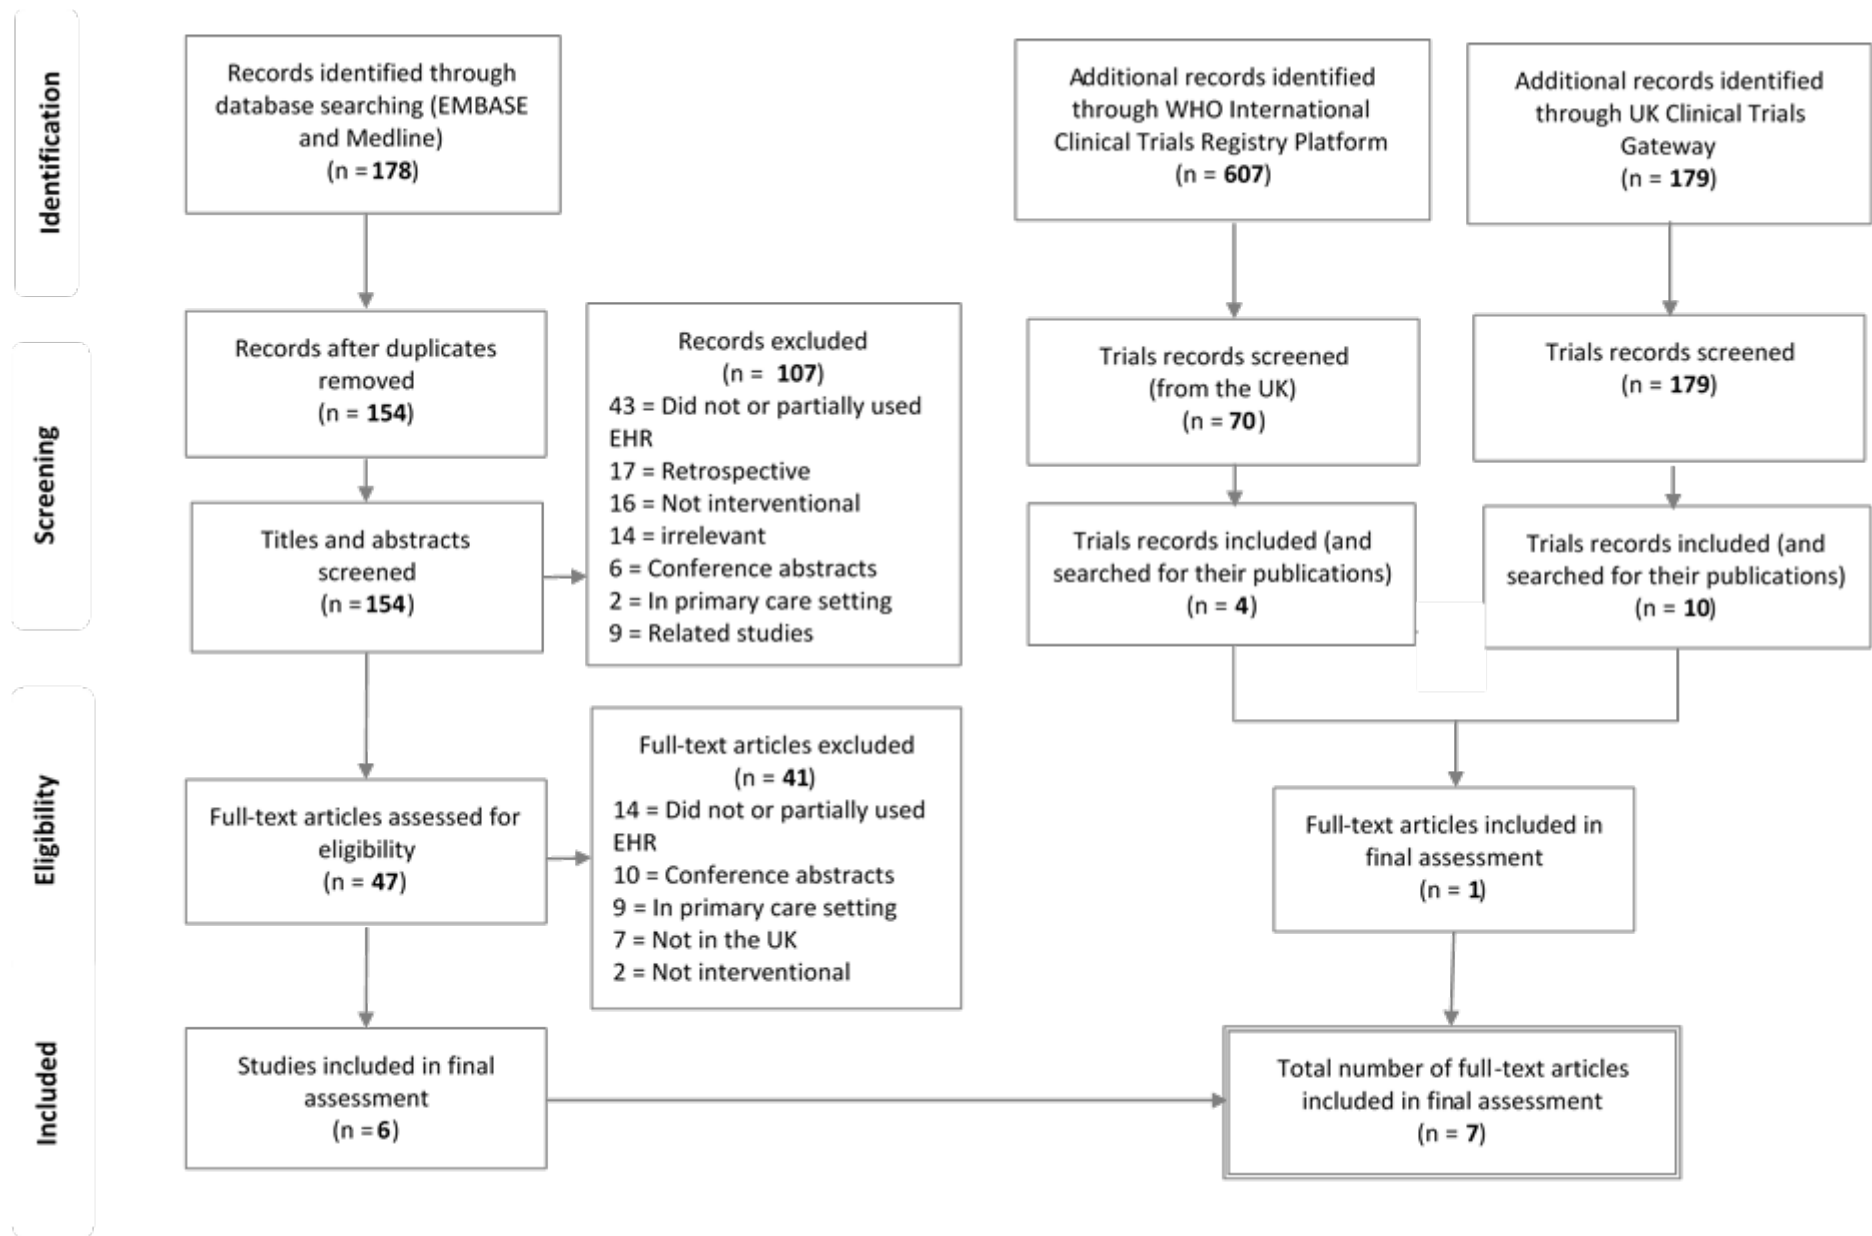 Identification
Records identified through
database searching (EMBASE
and Medline)
(n = 178)
Additional records identified
through WHO International
Clinical Trials Registry Platform
(n = 607)
Additional records identified
through UK Clinical Trials
Gateway
(n = 179)
Screening
Records after duplicates
removed
(n = 154)
Titles and abstracts
screened
(n = 154)
Records excluded
(n = 107)
43 = Did not or partially used
EHR
17 = Retrospective
16 = Not interventional
14 = irrelevant
6 = Conference abstracts
2 = In primary care setting
9 = Related studies
Trials records screened
(from the UK)
(n = 70)
Trials records screened
(n = 179)
Trials records included (and
searched for their publications)
(n = 4)
Trials records included (and
searched for their publications)
(n = 10)
Eligibility
Full-text articles assessed for
eligibility
(n = 47)
Full-text articles excluded
(n = 41)
14 = Did not or partially used
EHR
10 = Conference abstracts
9 = In primary care setting
7 = Not in the UK
2 = Not interventional
Full-text articles included in
final assessment
(n = 1)
Included
Studies included in final
assessment
(n = 6)
Total number of full-text articles
included in final assessment
(n = 7)